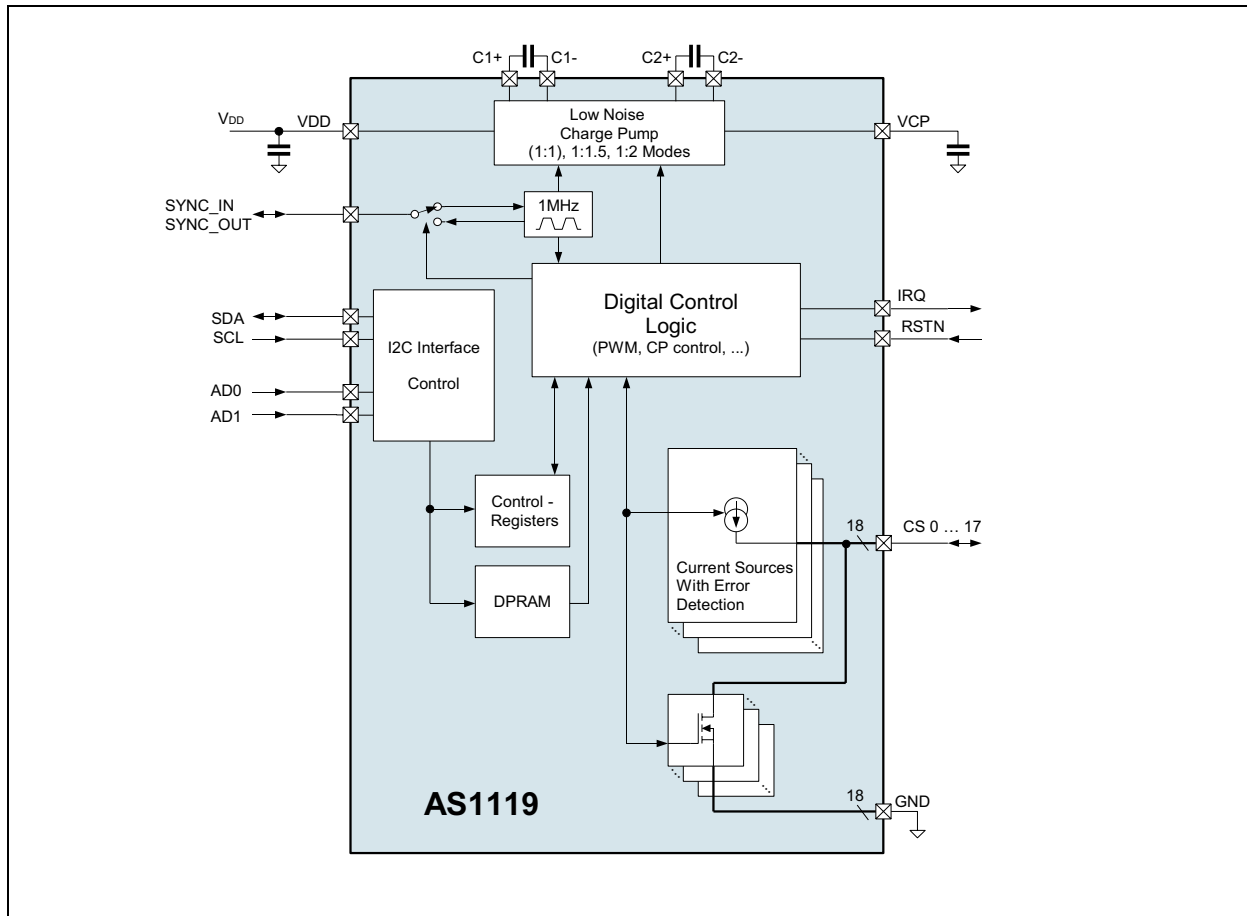 C1+
C1-
C2+
C2-
Low Noise
Charge Pump
(1:1), 1:1.5, 1:2 Modes
VDD
VDD
VCP
SYNC_IN
SYNC_OUT
1MHz
Digital Control
Logic
(PWM, CP control, ...)
IRQ
RSTN
SDA
SCL
AD0
AD1
I2C Interface
Control
Control -
Registers
DPRAM
Current Sources
With Error
Detection
18
CS 0 ... 17
18
GND
AS1119